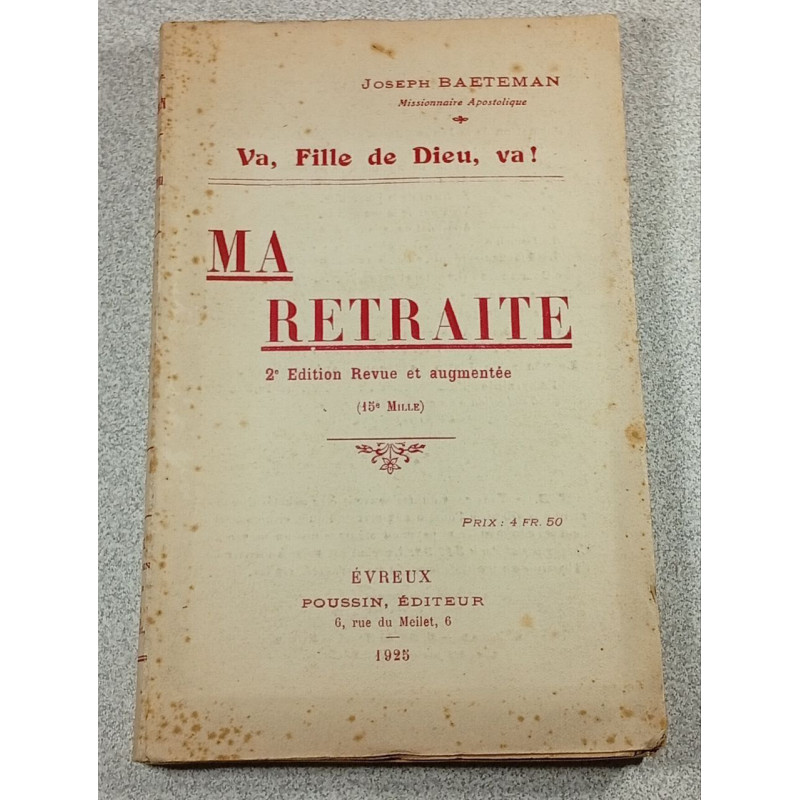 JOSEPH BAETEMAN
Missionnaire Apostolique
Va, Fille de Dieu, va!
MA
RETRAITE
2e Edition Revue et augmentée
(15e MILLE)
PRIX : 4 FR. 50
ÉVREUX
POUSSIN, ÉDITEUR
6, rue du Meilet, 6
1925